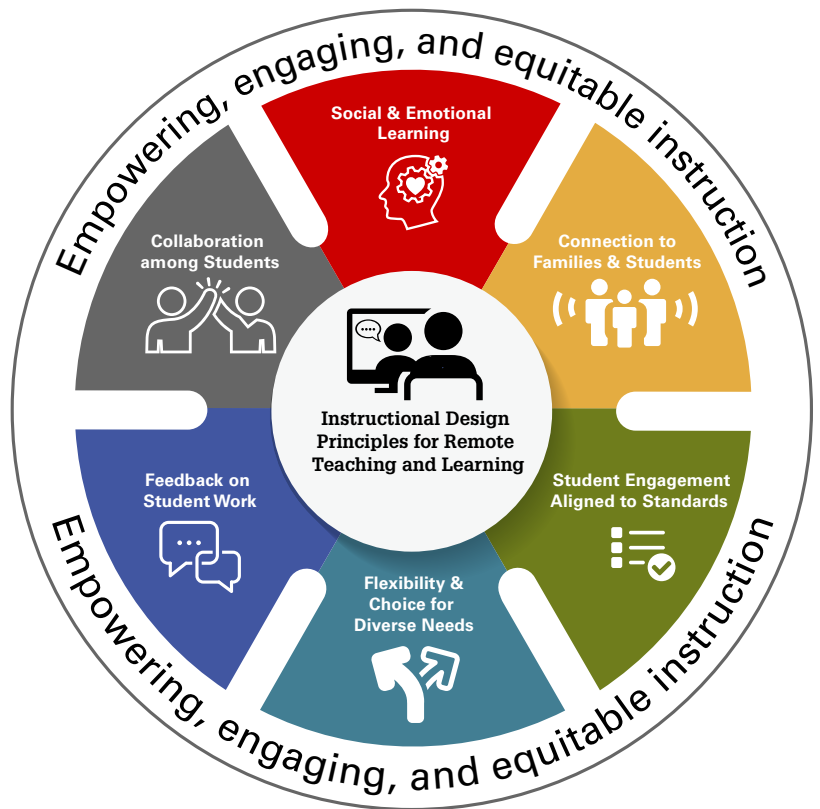 Empowering, engaging, and equitable instruction
Social & Emotional
Learning
Connection to
Families & Students
Student Engagement
Aligned to Standards
Flexibility &
Choice for
Diverse Needs
Feedback on
Student Work
Collaboration
among Students
Instructional Design
Principles for Remote
Teaching and Learning
Empowering, engaging, and equitable instruction